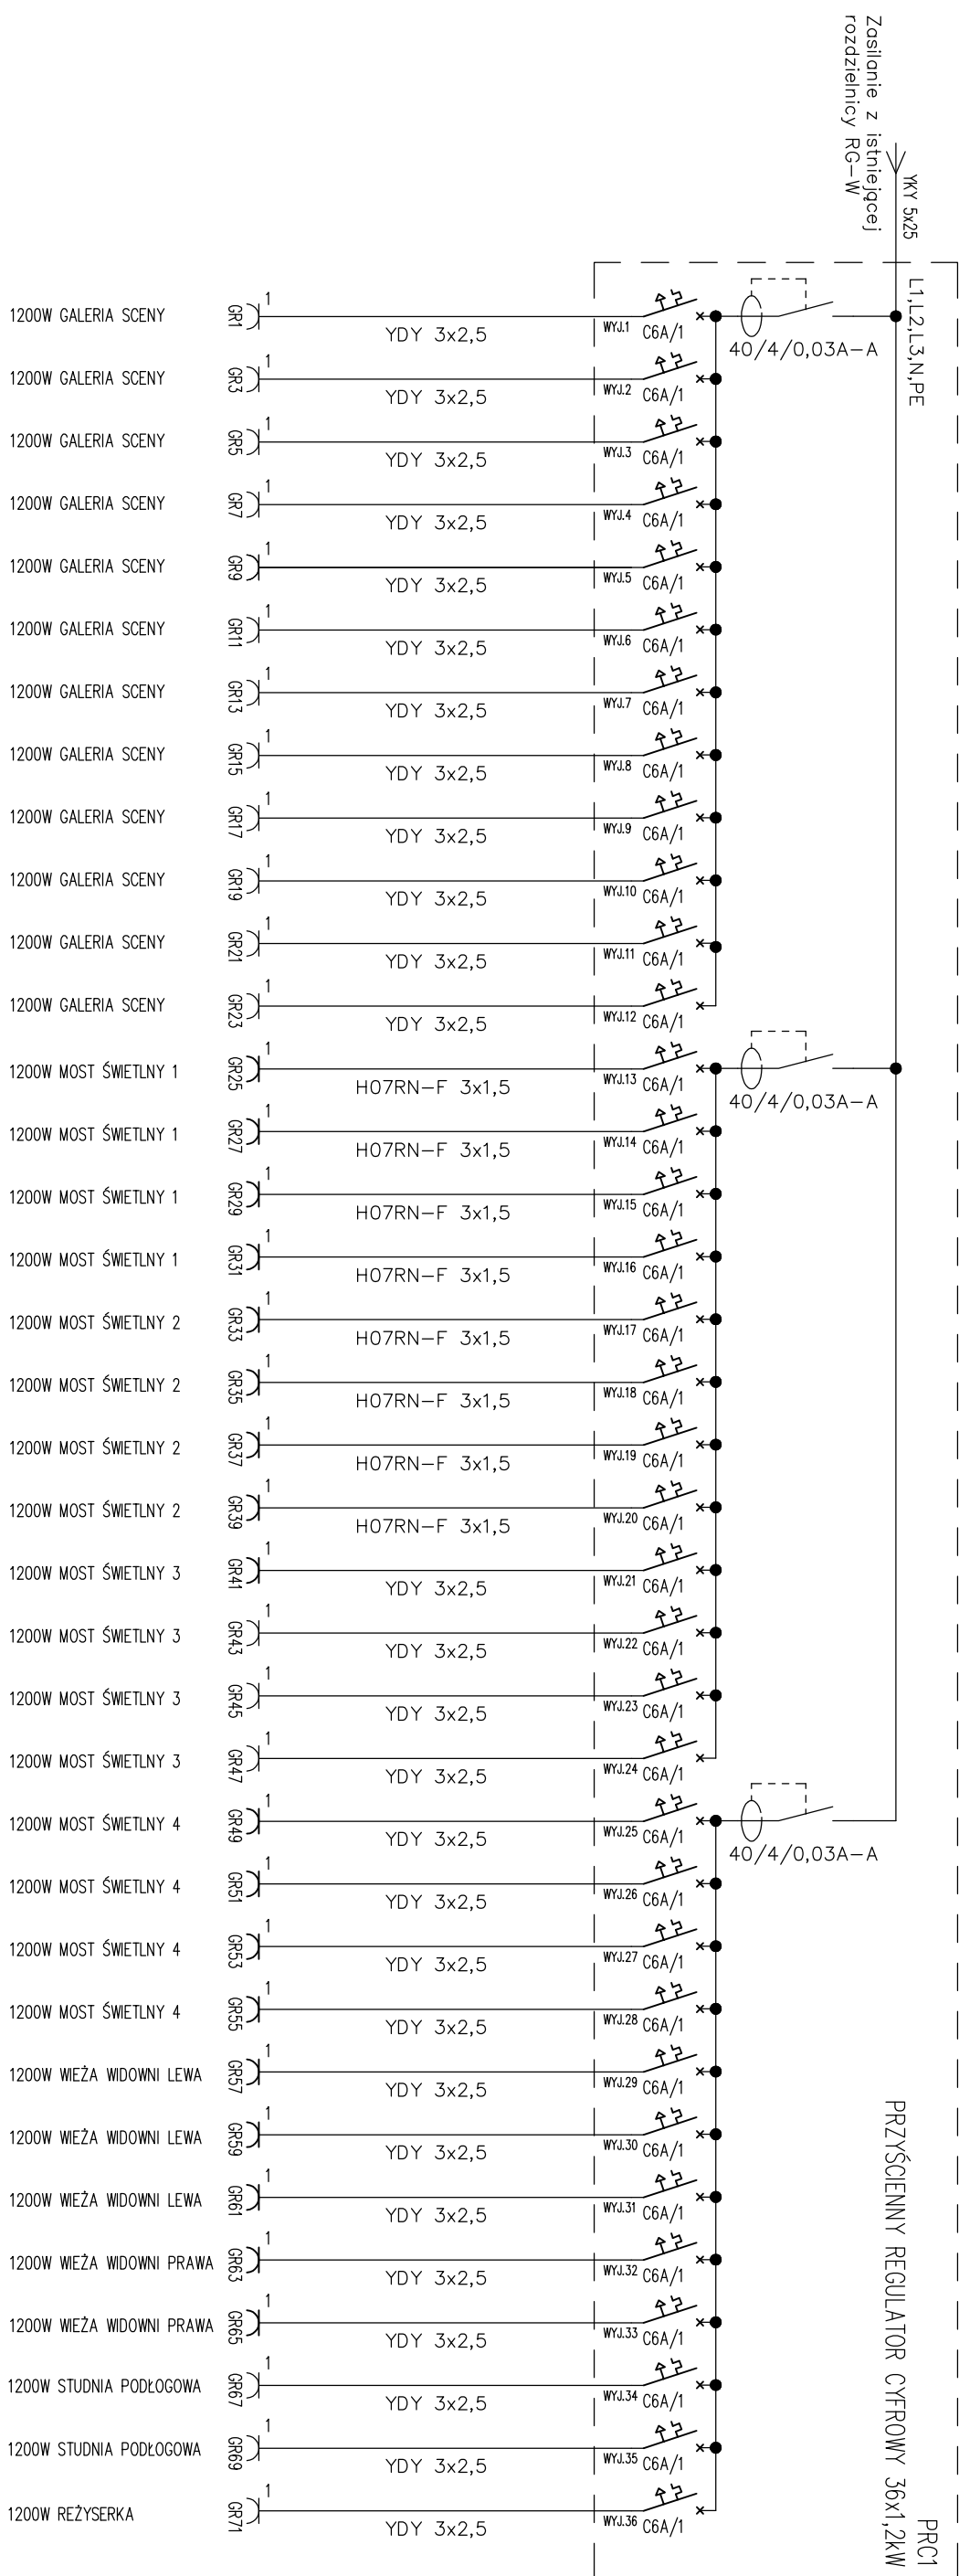 Zasilanie z istniejącej
rozdzielnicy RG-W
YKY 5x25
L1,L2,L3,N,PE
PRC1
PRZYŚCIENNY REGULATOR CYFROWY 36x1,2kW
40/4/0,03A-A
1200W GALERIA SCENY GR1 1 YDY 3x2,5 WYJ.1 C6A/1
1200W GALERIA SCENY GR3 1 YDY 3x2,5 WYJ.2 C6A/1
1200W GALERIA SCENY GR5 1 YDY 3x2,5 WYJ.3 C6A/1
1200W GALERIA SCENY GR7 1 YDY 3x2,5 WYJ.4 C6A/1
1200W GALERIA SCENY GR9 1 YDY 3x2,5 WYJ.5 C6A/1
1200W GALERIA SCENY GR11 1 YDY 3x2,5 WYJ.6 C6A/1
1200W GALERIA SCENY GR13 1 YDY 3x2,5 WYJ.7 C6A/1
1200W GALERIA SCENY GR15 1 YDY 3x2,5 WYJ.8 C6A/1
1200W GALERIA SCENY GR17 1 YDY 3x2,5 WYJ.9 C6A/1
1200W GALERIA SCENY GR19 1 YDY 3x2,5 WYJ.10 C6A/1
1200W GALERIA SCENY GR21 1 YDY 3x2,5 WYJ.11 C6A/1
1200W GALERIA SCENY GR23 1 YDY 3x2,5 WYJ.12 C6A/1
40/4/0,03A-A
1200W MOST ŚWIETLNY 1 GR25 1 H07RN-F 3x1,5 WYJ.13 C6A/1
1200W MOST ŚWIETLNY 1 GR27 1 H07RN-F 3x1,5 WYJ.14 C6A/1
1200W MOST ŚWIETLNY 1 GR29 1 H07RN-F 3x1,5 WYJ.15 C6A/1
1200W MOST ŚWIETLNY 1 GR31 1 H07RN-F 3x1,5 WYJ.16 C6A/1
1200W MOST ŚWIETLNY 2 GR33 1 H07RN-F 3x1,5 WYJ.17 C6A/1
1200W MOST ŚWIETLNY 2 GR35 1 H07RN-F 3x1,5 WYJ.18 C6A/1
1200W MOST ŚWIETLNY 2 GR37 1 H07RN-F 3x1,5 WYJ.19 C6A/1
1200W MOST ŚWIETLNY 2 GR39 1 H07RN-F 3x1,5 WYJ.20 C6A/1
1200W MOST ŚWIETLNY 3 GR41 1 YDY 3x2,5 WYJ.21 C6A/1
1200W MOST ŚWIETLNY 3 GR43 1 YDY 3x2,5 WYJ.22 C6A/1
1200W MOST ŚWIETLNY 3 GR45 1 YDY 3x2,5 WYJ.23 C6A/1
1200W MOST ŚWIETLNY 3 GR47 1 YDY 3x2,5 WYJ.24 C6A/1
40/4/0,03A-A
1200W MOST ŚWIETLNY 4 GR49 1 YDY 3x2,5 WYJ.25 C6A/1
1200W MOST ŚWIETLNY 4 GR51 1 YDY 3x2,5 WYJ.26 C6A/1
1200W MOST ŚWIETLNY 4 GR53 1 YDY 3x2,5 WYJ.27 C6A/1
1200W MOST ŚWIETLNY 4 GR55 1 YDY 3x2,5 WYJ.28 C6A/1
1200W WIEŻA WIDOWNI LEWA GR57 1 YDY 3x2,5 WYJ.29 C6A/1
1200W WIEŻA WIDOWNI LEWA GR59 1 YDY 3x2,5 WYJ.30 C6A/1
1200W WIEŻA WIDOWNI LEWA GR61 1 YDY 3x2,5 WYJ.31 C6A/1
1200W WIEŻA WIDOWNI PRAWA GR63 1 YDY 3x2,5 WYJ.32 C6A/1
1200W WIEŻA WIDOWNI PRAWA GR65 1 YDY 3x2,5 WYJ.33 C6A/1
1200W STUDNIA PODŁOGOWA GR67 1 YDY 3x2,5 WYJ.34 C6A/1
1200W STUDNIA PODŁOGOWA GR69 1 YDY 3x2,5 WYJ.35 C6A/1
1200W REŻYSERKA GR71 1 YDY 3x2,5 WYJ.36 C6A/1